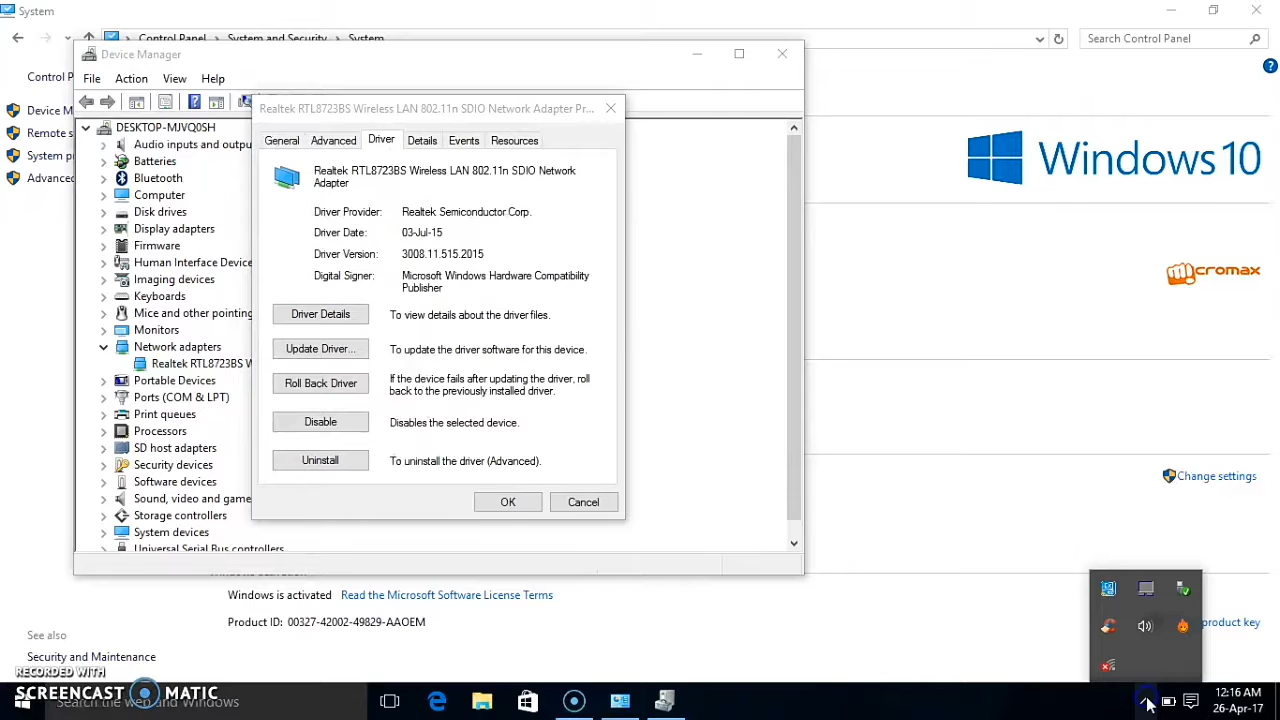 System
Control Panel
System and Security
System
Search Control Panel
Device Manager
File Action View Help
Control P
Device M
Remote s
System pr
Advanced
DESKTOP-MJVQ0SH
Audio inputs and outpu
Batteries
Bluetooth
Computer
Disk drives
Display adapters
Firmware
Human Interface Device
Imaging devices
Keyboards
Mice and other pointing
Monitors
Network adapters
Realtek RTL8723BS W
Portable Devices
Ports (COM & LPT)
Print queues
Processors
SD host adapters
Security devices
Software devices
Sound, video and game
Storage controllers
System devices
Universal Serial Bus controllers
Realtek RTL8723BS Wireless LAN 802.11n SDIO Network Adapter Pr...
General Advanced Driver Details Events Resources
Realtek RTL8723BS Wireless LAN 802.11n SDIO Network
Adapter
Driver Provider: Realtek Semiconductor Corp.
Driver Date: 03-Jul-15
Driver Version: 3008.11.515.2015
Digital Signer: Microsoft Windows Hardware Compatibility
Publisher
Driver Details To view details about the driver files.
Update Driver... To update the driver software for this device.
Roll Back Driver If the device fails after updating the driver, roll
back to the previously installed driver.
Disable Disables the selected device.
Uninstall To uninstall the driver (Advanced).
OK Cancel
Windows 10
micromax
Change settings
Windows is activated Read the Microsoft Software License Terms
Product ID: 00327-42002-49829-AAOEM
product key
See also
Security and Maintenance
RECORDED WITH
SCREENCAST MATIC
Search the web and Windows
12:16 AM
26-Apr-17